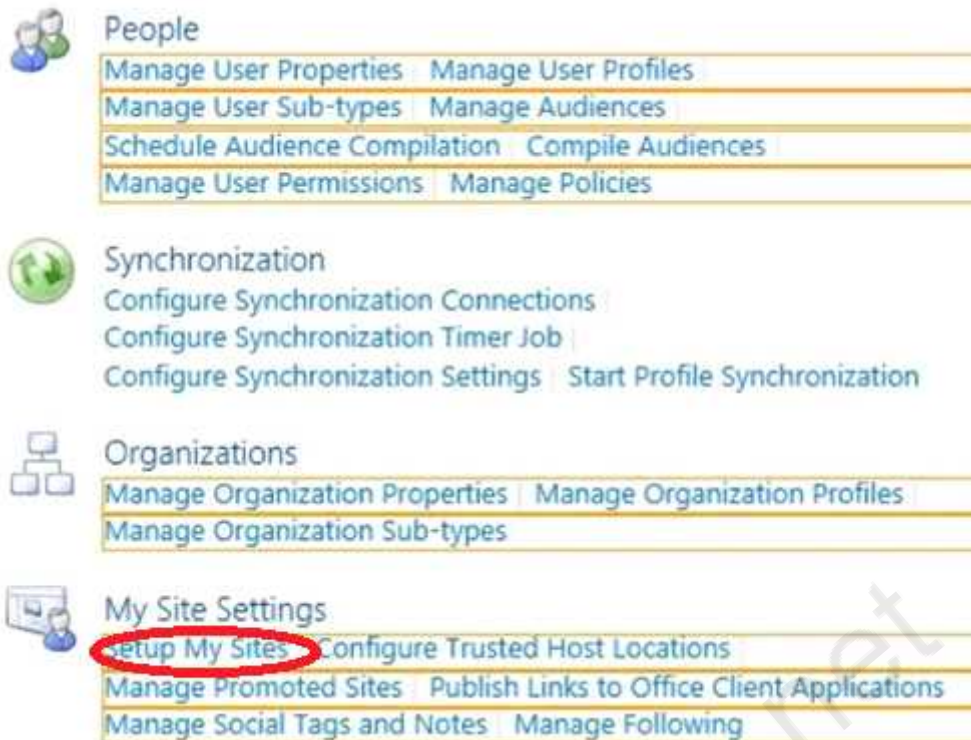 People
Manage User Properties | Manage User Profiles
Manage User Sub-types | Manage Audiences
Schedule Audience Compilation | Compile Audiences
Manage User Permissions | Manage Policies
Synchronization
Configure Synchronization Connections |
Configure Synchronization Timer Job |
Configure Synchronization Settings | Start Profile Synchronization
Organizations
Manage Organization Properties | Manage Organization Profiles |
Manage Organization Sub-types
My Site Settings
Setup My Sites | Configure Trusted Host Locations
Manage Promoted Sites | Publish Links to Office Client Applications
Manage Social Tags and Notes | Manage Following
net